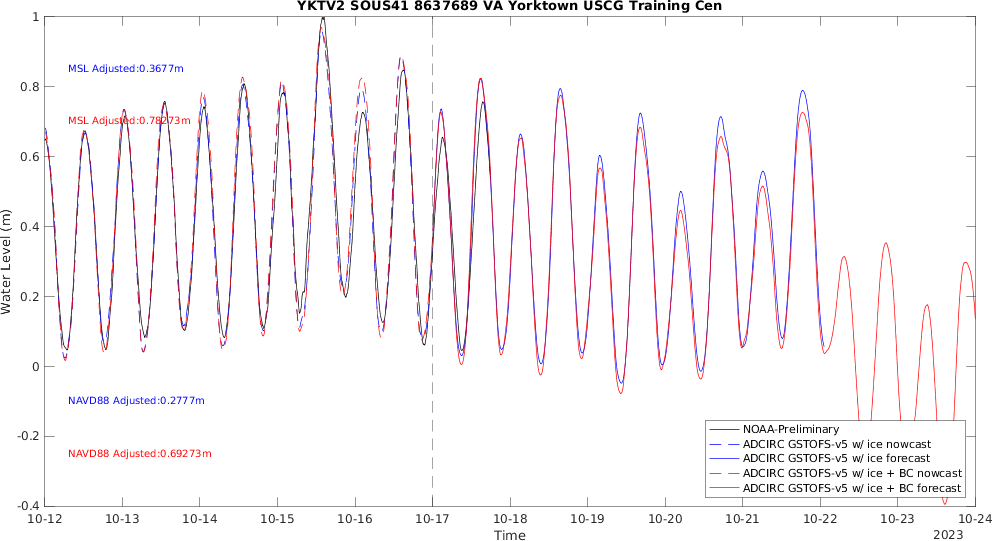 YKTV2 SOUS41 8637689 VA Yorktown USCG Training Cen
1
0.8
0.6
0.4
0.2
0
-0.2
-0.4
Water Level (m)
MSL Adjusted:0.3677m
MSL Adjusted:0.78273m
NAVD88 Adjusted:0.2777m
NAVD88 Adjusted:0.69273m
NOAA-Preliminary
ADCIRC GSTOFS-v5 w/ ice nowcast
ADCIRC GSTOFS-v5 w/ ice forecast
ADCIRC GSTOFS-v5 w/ ice + BC nowcast
ADCIRC GSTOFS-v5 w/ ice + BC forecast
10-12 10-13 10-14 10-15 10-16 10-17 10-18 10-19 10-20 10-21 10-22 10-23 10-24
Time
2023